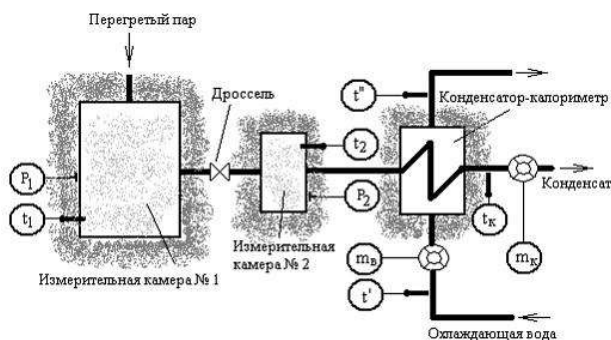 Перегретый пар
Дроссель
t"
Конденсатор-калориметр
P₁
t₁
t₂
P₂
Конденсат
tк
Измерительная камера № 1
Измерительная
камера № 2
mв
mк
t'
Охлаждающая вода